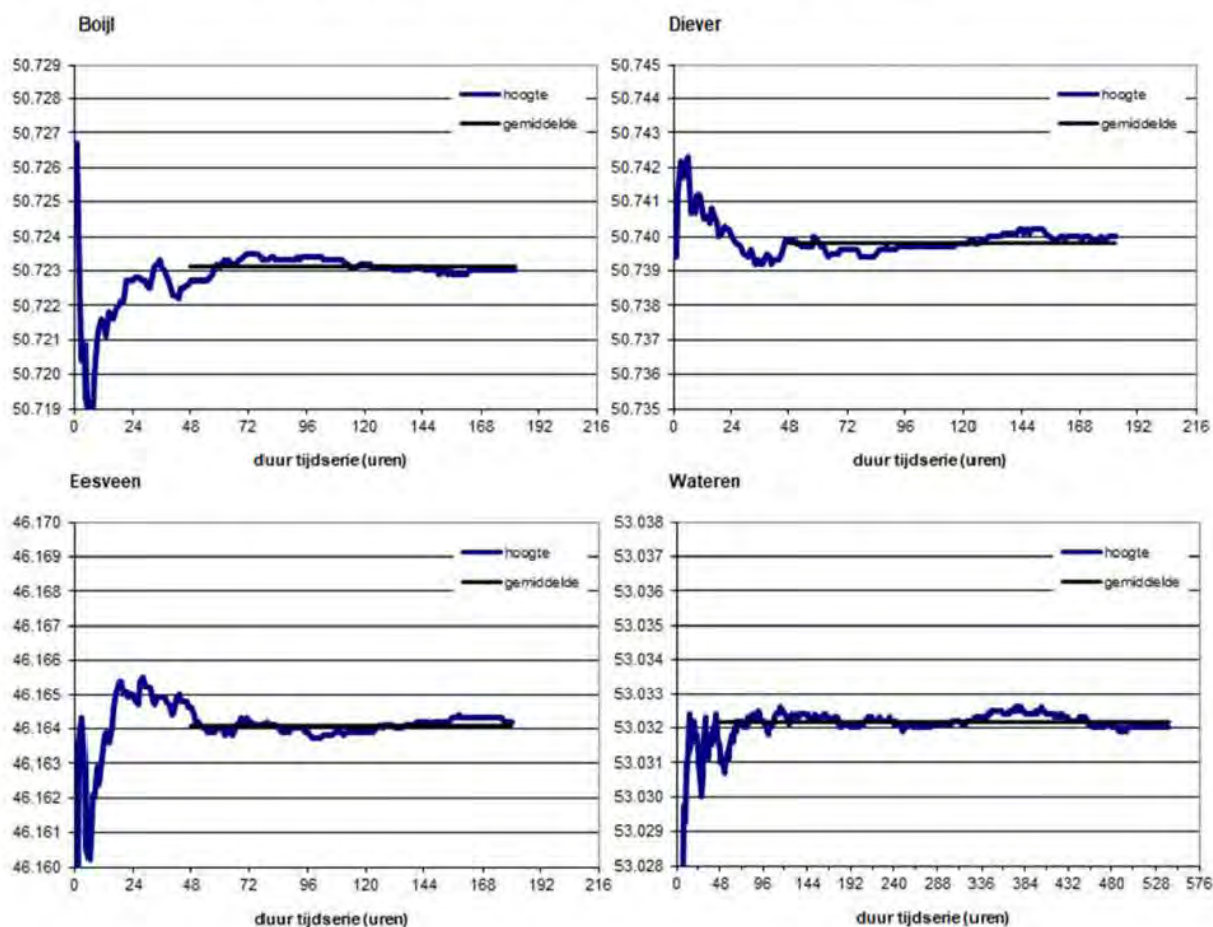 Boijl
50.729
50.728
50.727
50.726
50.725
50.724
50.723
50.722
50.721
50.720
50.719
hoogte
gemiddelde
0 24 48 72 96 120 144 168 192 216
duur tijdserie (uren)
Diever
50.745
50.744
50.743
50.742
50.741
50.740
50.739
50.738
50.737
50.736
50.735
hoogte
gemiddelde
0 24 48 72 96 120 144 168 192 216
duur tijdserie (uren)
Eesveen
46.170
46.169
46.168
46.167
46.166
46.165
46.164
46.163
46.162
46.161
46.160
hoogte
gemiddelde
0 24 48 72 96 120 144 168 192 216
duur tijdserie (uren)
Wateren
53.038
53.037
53.036
53.035
53.034
53.033
53.032
53.031
53.030
53.029
53.028
hoogte
gemiddelde
0 48 96 144 192 240 288 336 384 432 480 528 576
duur tijdserie (uren)